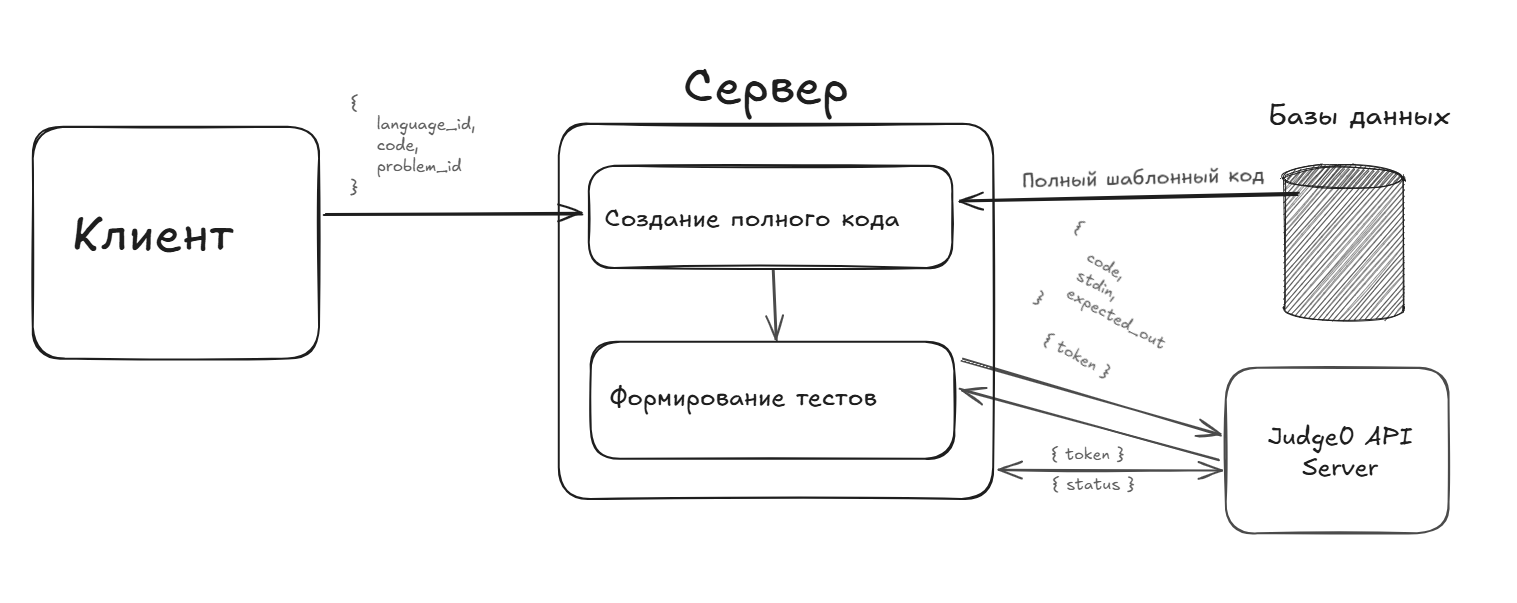 Сервер
Базы данных
{
language_id,
code,
problem_id
}
Клиент
Создание полного кода
Полный шаблонный код
{
code,
stdin,
expected_out
}
{ token }
Формирование тестов
{ token }
{ status }
Judge0 API
Server